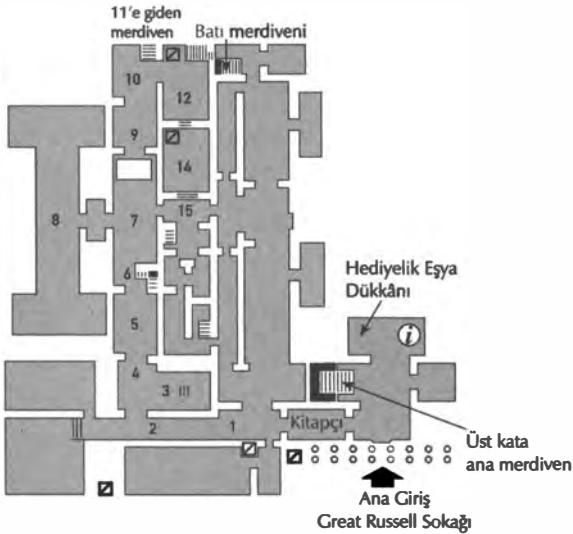 11'e giden
merdiven
Batı merdiveni
10
12
9
14
8
7
15
6
Hediyelik Eşya
Dükkânı
i
5
4
3
Kitapçı
2
1
Üst kata
ana merdiven
Ana Giriş
Great Russell Sokağı